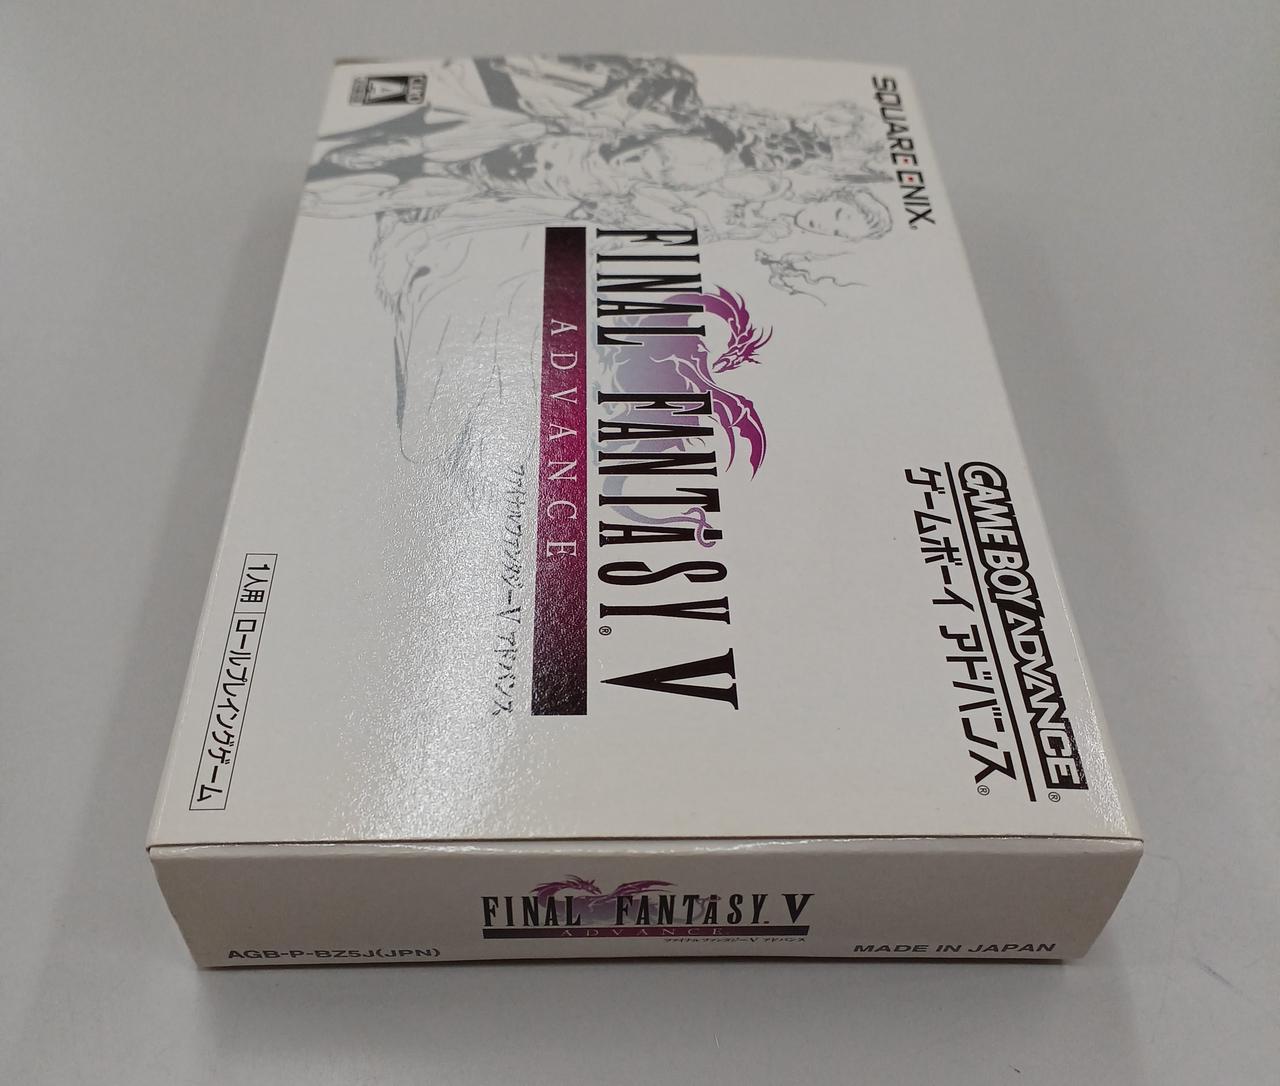 SQUARE ENIX
GAME BOY ADVANCE®
ゲームボーイ アドバンス®
FINAL FANTASY® V
ADVANCE
ファイナルファンタジーV アドバンス
CERO
A
1人用 ロールプレイングゲーム
FINAL FANTASY V
ADVANCE
ファイナルファンタジーV アドバンス
AGB-P-BZ5J(JPN)
MADE IN JAPAN